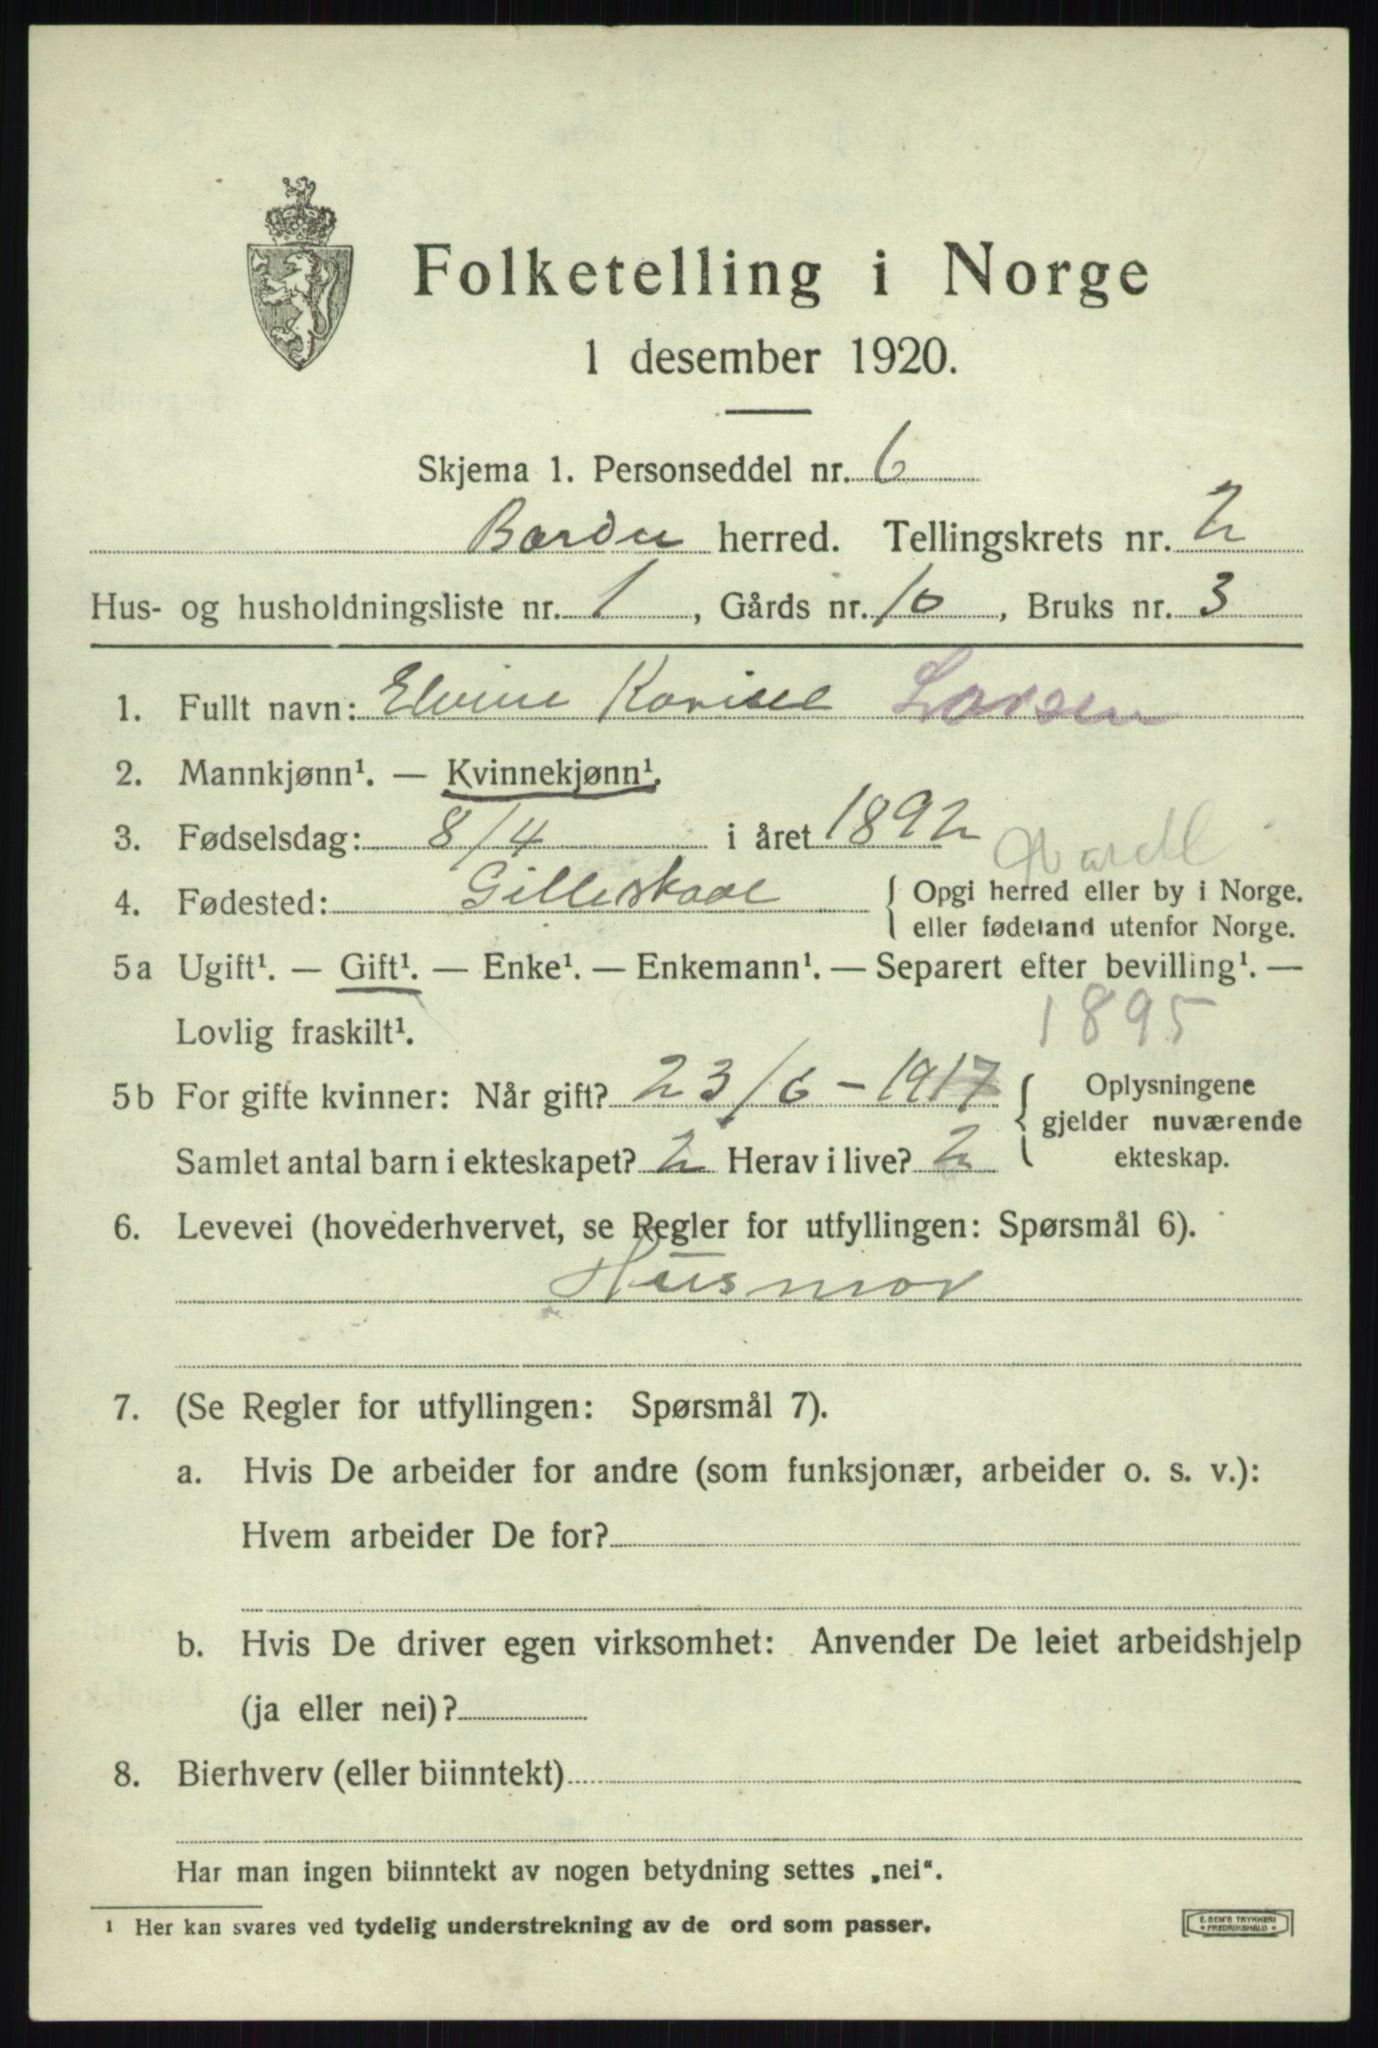 Folketelling i Norge
1 desember 1920.
Skjema 1. Personseddel nr. 6
Bardu herred. Tellingskrets nr. 2
Hus- og husholdningsliste nr. 1, Gårds nr. 10, Bruks nr. 3
1. Fullt navn: Elvine Larsen
2. Mannkjønn¹. — Kvinnekjønn¹.
3. Fødselsdag: 8/4 i året 1892
4. Fødested: Gilleskaal { Opgi herred eller by i Norge.
eller fødeland utenfor Norge.
5a Ugift¹. — Gift¹. — Enke¹. — Enkemann¹. — Separert efter bevilling¹. —
Lovlig fraskilt¹. 1895
5b For gifte kvinner: Når gift? 23/6 - 1917 { Oplysningene
gjelder nuværende
Samlet antal barn i ekteskapet? 2 Herav i live? 2 ekteskap.
6. Levevei (hovederhvervet, se Regler for utfyllingen: Spørsmål 6).
Husmor
7. (Se Regler for utfyllingen: Spørsmål 7).
a. Hvis De arbeider for andre (som funksjonær, arbeider o. s. v.):
Hvem arbeider De for?
b. Hvis De driver egen virksomhet: Anvender De leiet arbeidshjelp
(ja eller nei)?
8. Bierhverv (eller biinntekt)
Har man ingen biinntekt av nogen betydning settes „nei“.
¹ Her kan svares ved tydelig understrekning av de ord som passer.
E. SEM'S TRYKKERI
* FREDRIKSHALD *